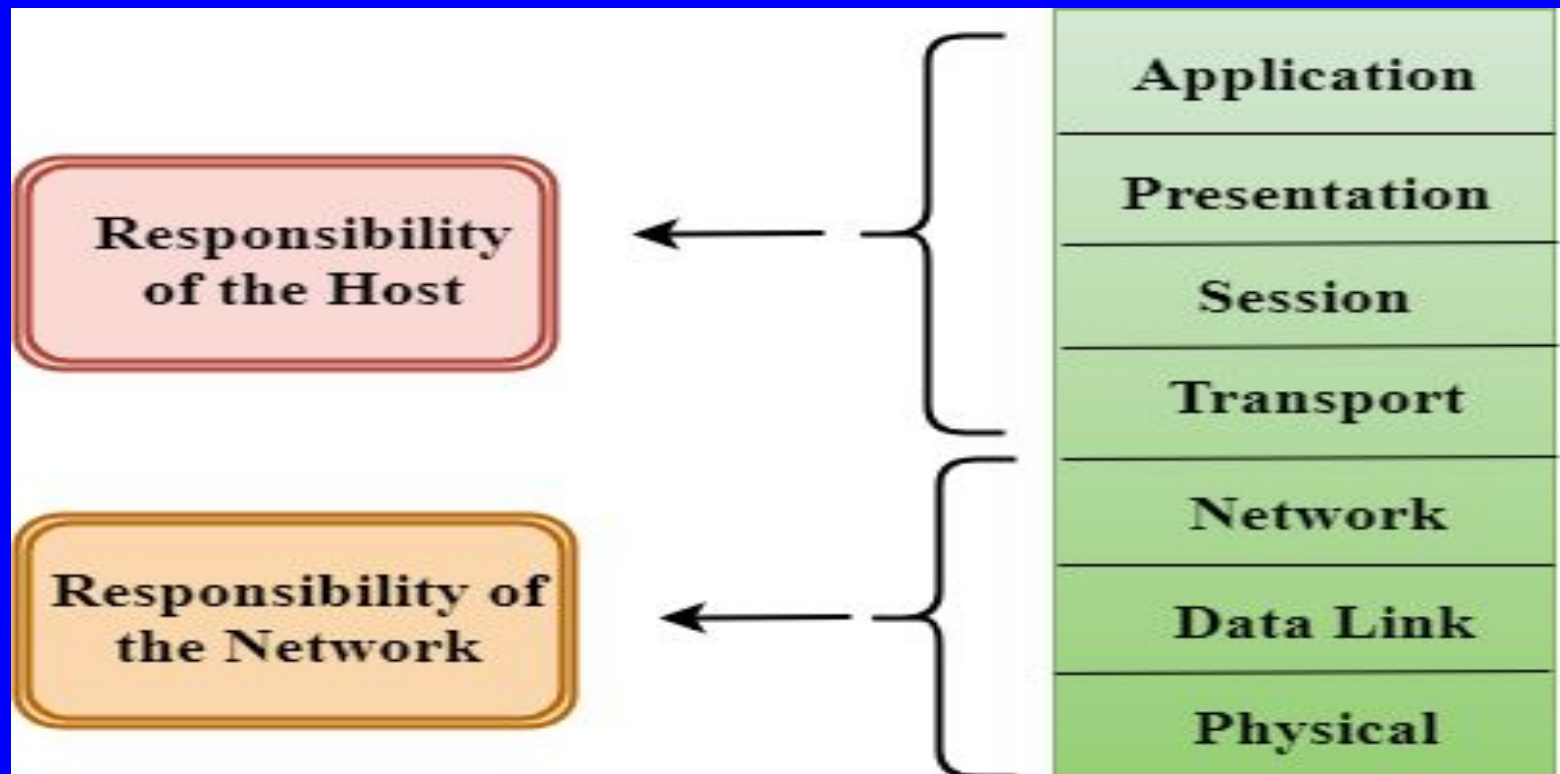 Application
Presentation
Session
Transport
Network
Data Link
Physical
Responsibility
of the Host
Responsibility of
the Network